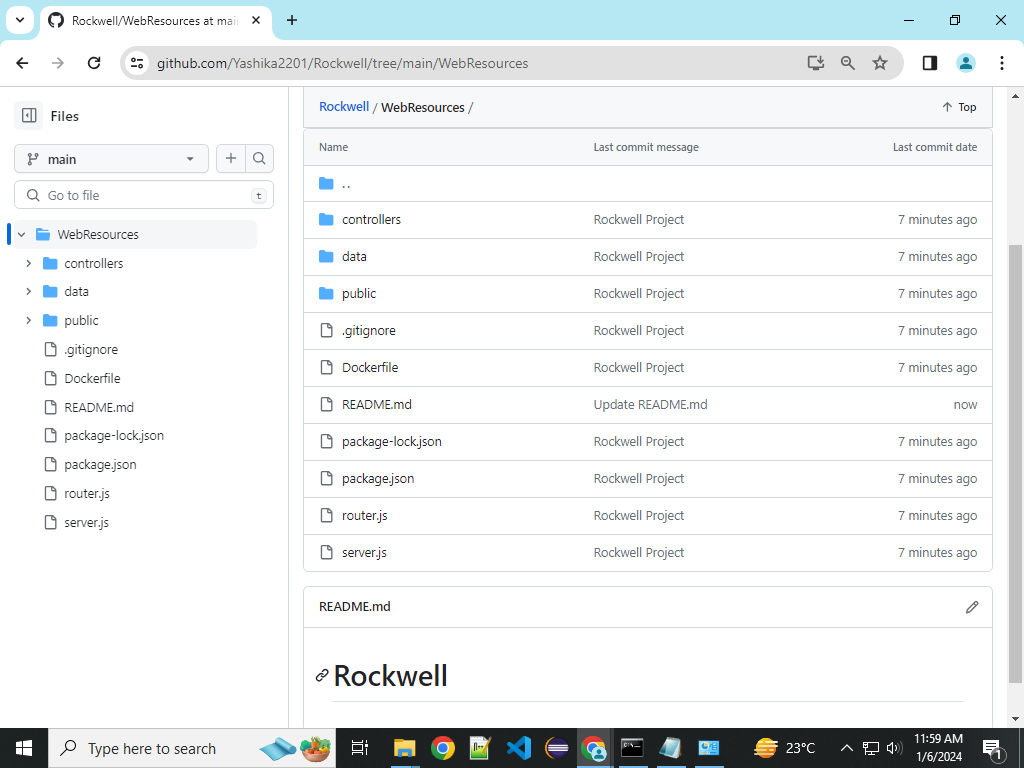 Rockwell/WebResources at mai
github.com/Yashika2201/Rockwell/tree/main/WebResources
Files
main
Go to file
t
WebResources
controllers
data
public
.gitignore
Dockerfile
README.md
package-lock.json
package.json
router.js
server.js
Rockwell / WebResources /
Top
Name Last commit message Last commit date
..
controllers Rockwell Project 7 minutes ago
data Rockwell Project 7 minutes ago
public Rockwell Project 7 minutes ago
.gitignore Rockwell Project 7 minutes ago
Dockerfile Rockwell Project 7 minutes ago
README.md Update README.md now
package-lock.json Rockwell Project 7 minutes ago
package.json Rockwell Project 7 minutes ago
router.js Rockwell Project 7 minutes ago
server.js Rockwell Project 7 minutes ago
README.md
Rockwell
Type here to search
23°C
11:59 AM
1/6/2024
1